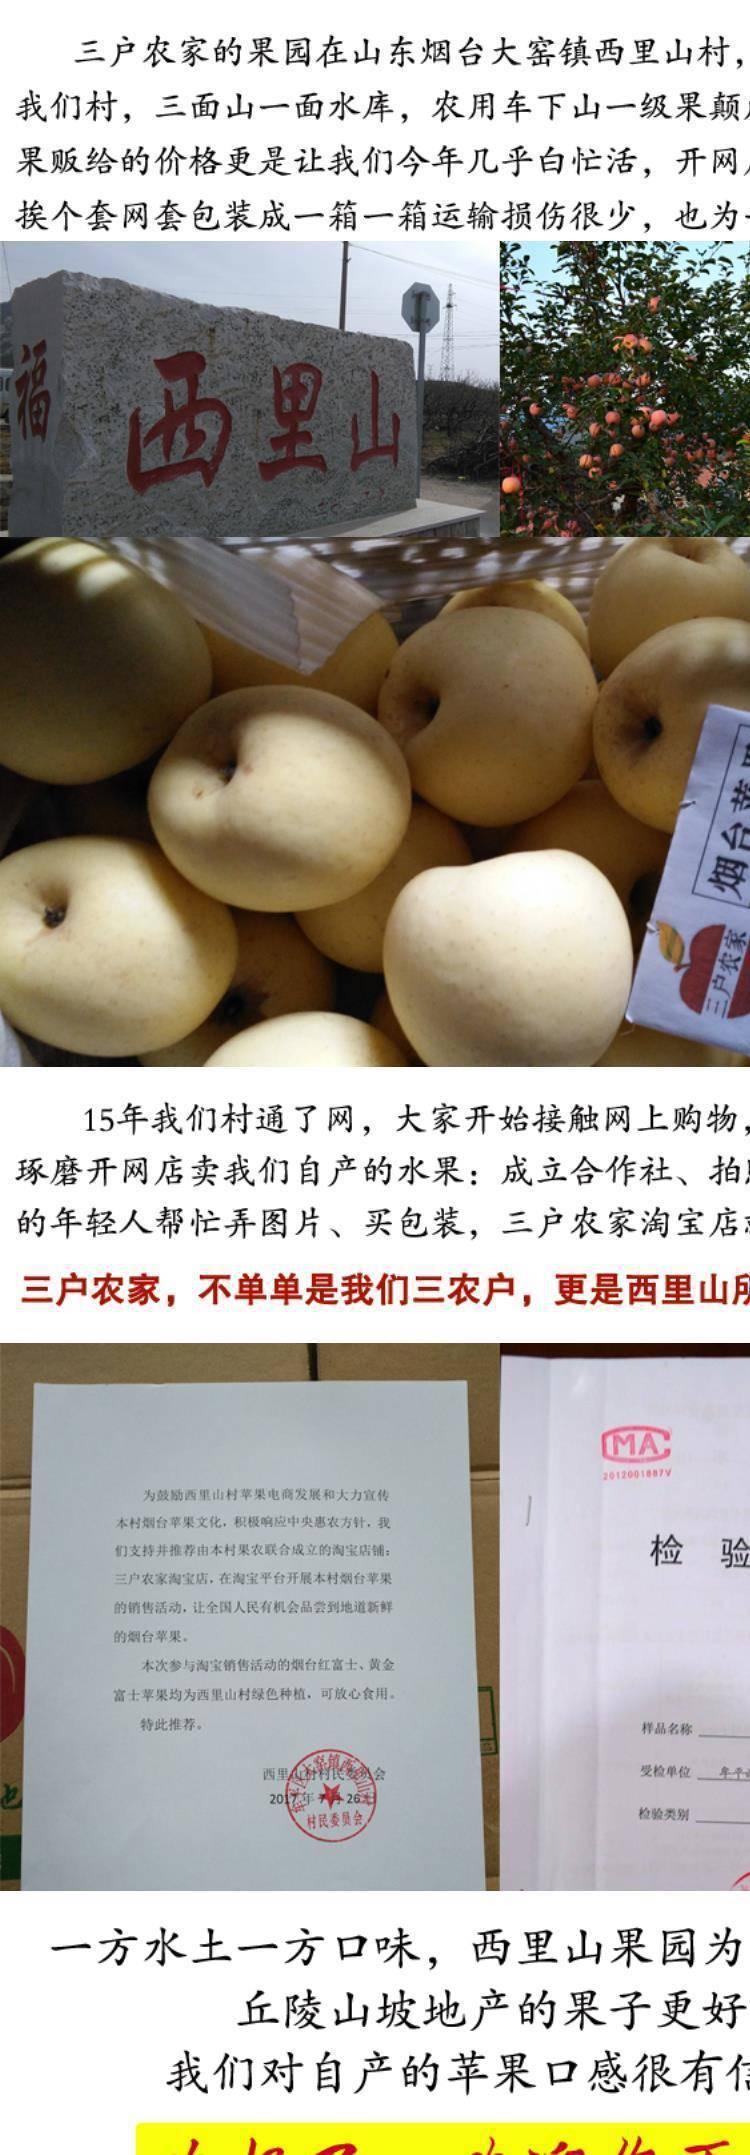 三户农家的果园在山东烟台大窑镇西里山村，
我们村，三面山一面水库，农用车下山一级果颠
果贩给的价格更是让我们今年几乎白忙活，开网
挨个套网套包装成一箱一箱运输损伤很少，也为
福
西里山
烟台黄
三户农家
15年我们村通了网，大家开始接触网上购物，
琢磨开网店卖我们自产的水果：成立合作社、拍
的年轻人帮忙弄图片、买包装，三户农家淘宝店
三户农家，不单单是我们三农户，更是西里山
为鼓励西里山村苹果电商发展和大力宣传
本村烟台苹果文化，积极响应中央惠农方针，我
们支持并推荐由本村果农联合成立的淘宝店铺：
三户农家淘宝店，在淘宝平台开展本村烟台苹果
的销售活动，让全国人民有机会品尝到地道新鲜
的烟台苹果。
本次参与淘宝销售活动的烟台红富士、黄金
富士苹果均为西里山村绿色种植，可放心食用。
特此推荐。
西里山村村民委员会
2017年 月26
村民委员会
MA
2012001887V
检 验
样品名称
受检单位 牟平
检验类别
一方水土一方口味，西里山果园为
丘陵山坡地产的果子更好
我们对自产的苹果口感很有信